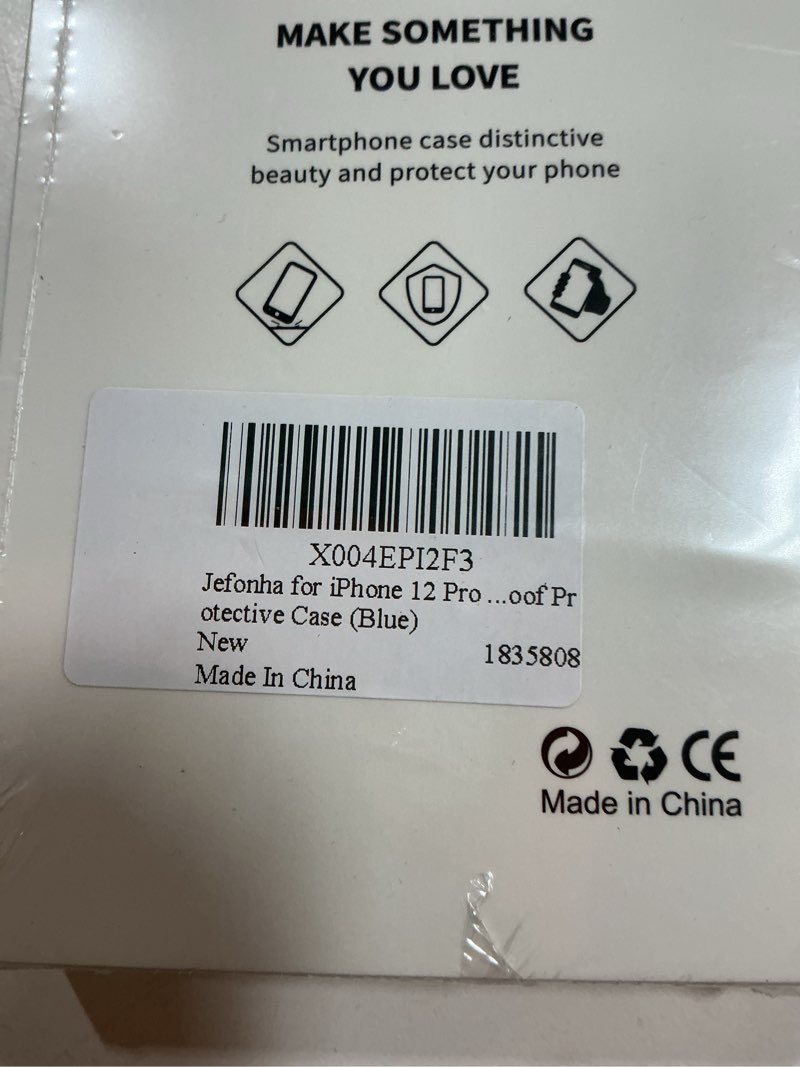 MAKE SOMETHING
YOU LOVE
Smartphone case distinctive
beauty and protect your phone
X004EPI2F3
Jefonha for iPhone 12 Pro ...oof Pr
otective Case (Blue)
New
1835808
Made In China
CE
Made in China